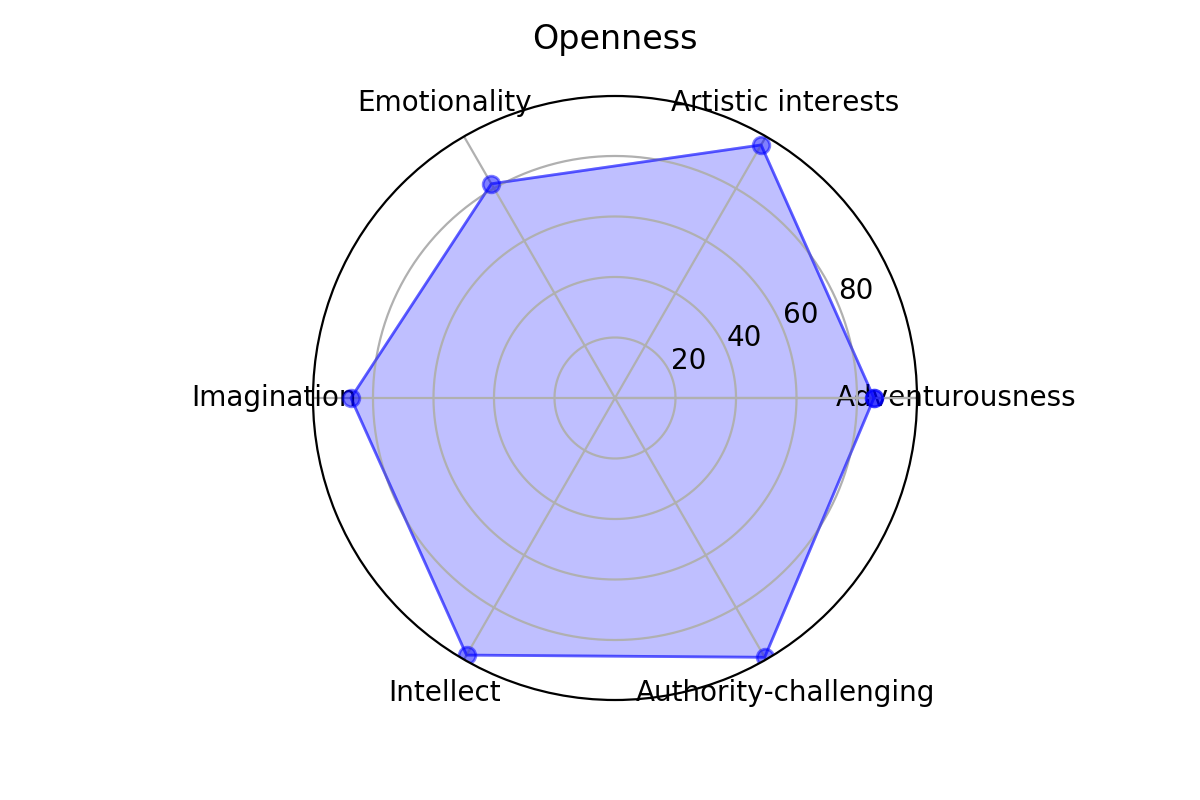 Openness
Emotionality
Artistic interests
80
60
40
20
Imagination
Adventurousness
Intellect
Authority-challenging